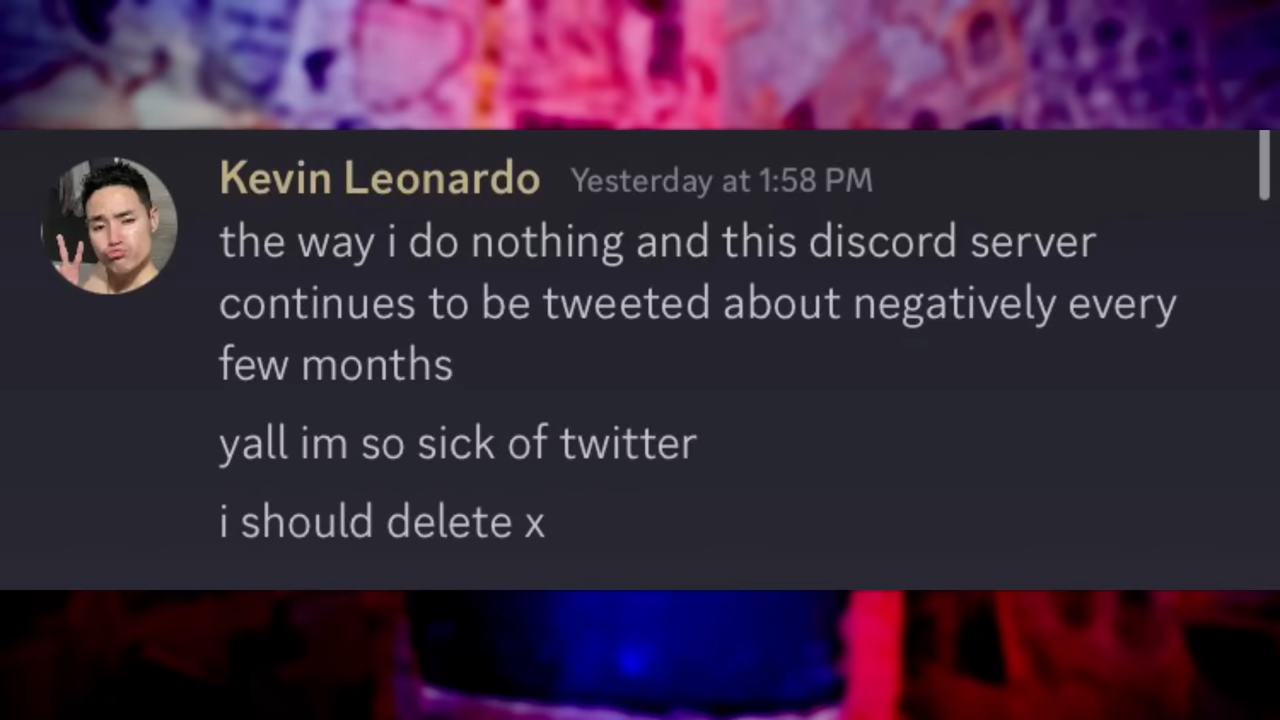 Kevin Leonardo Yesterday at 1:58 PM
the way i do nothing and this discord server
continues to be tweeted about negatively every
few months
yall im so sick of twitter
i should delete x